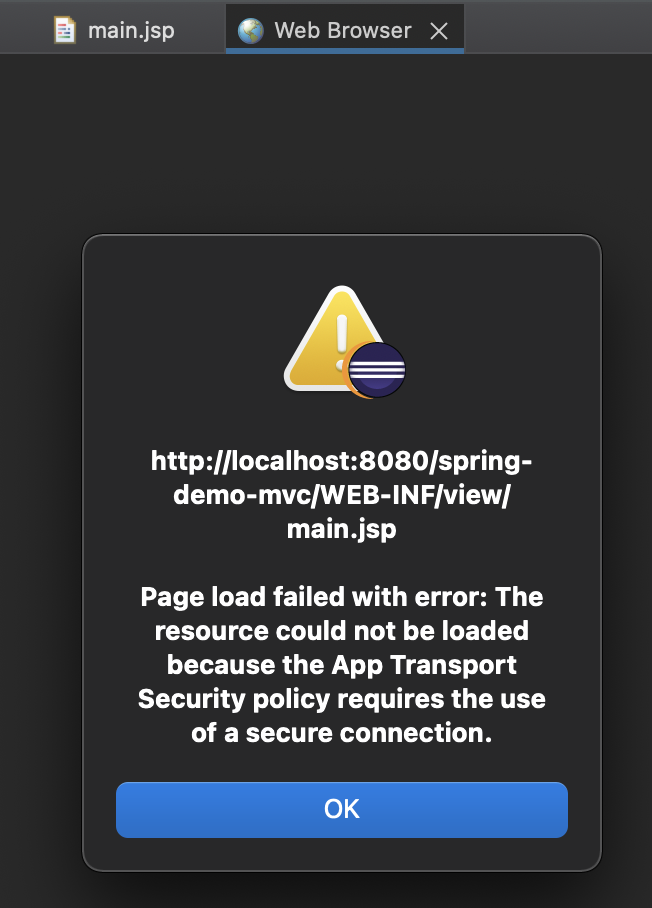 main.jsp
Web Browser
http://localhost:8080/spring-
demo-mvc/WEB-INF/view/
main.jsp
Page load failed with error: The
resource could not be loaded
because the App Transport
Security policy requires the use
of a secure connection.
OK